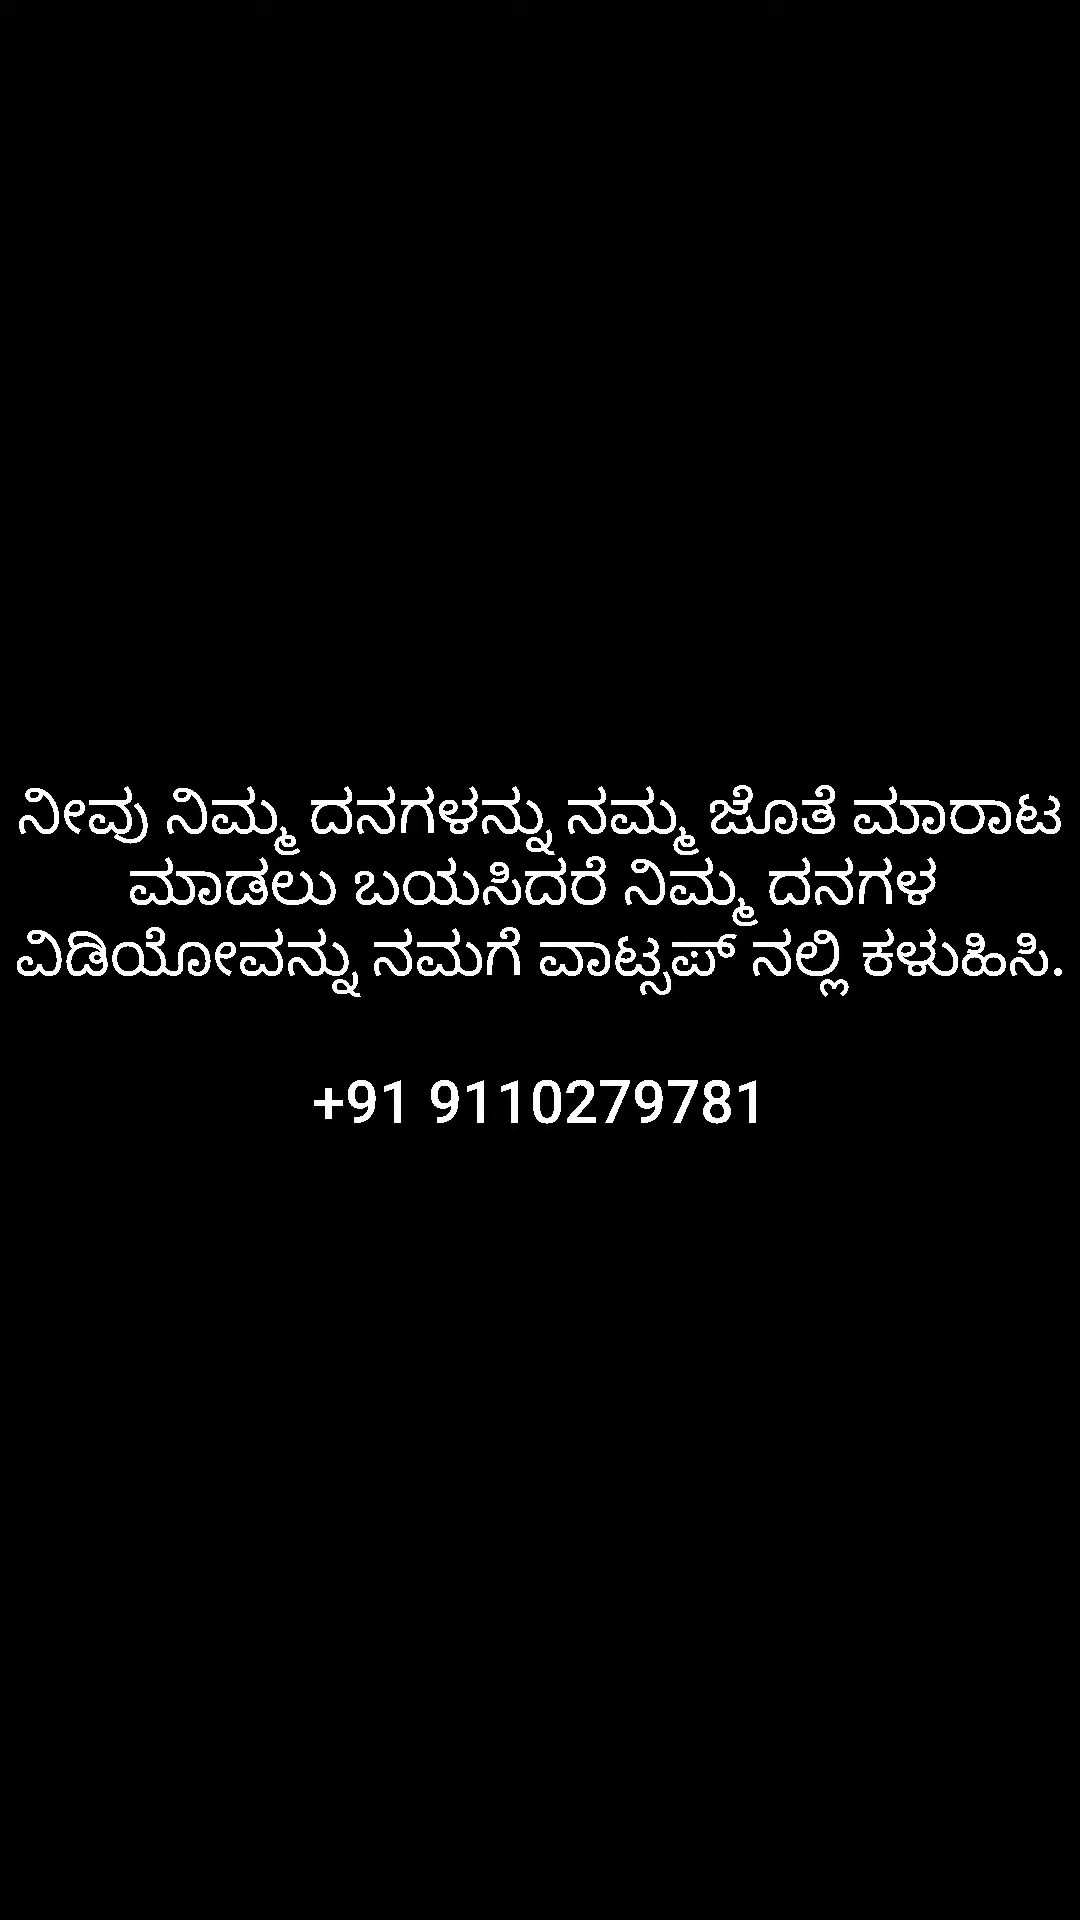 ನೀವು ನಿಮ್ಮ ದನಗಳನ್ನು ನಮ್ಮ ಜೊತೆ ಮಾರಾಟ
ಮಾಡಲು ಬಯಸಿದರೆ ನಿಮ್ಮ ದನಗಳ
ವಿಡಿಯೋವನ್ನು ನಮಗೆ ವಾಟ್ಸಪ್ ನಲ್ಲಿ ಕಳುಹಿಸಿ.
+91 9110279781